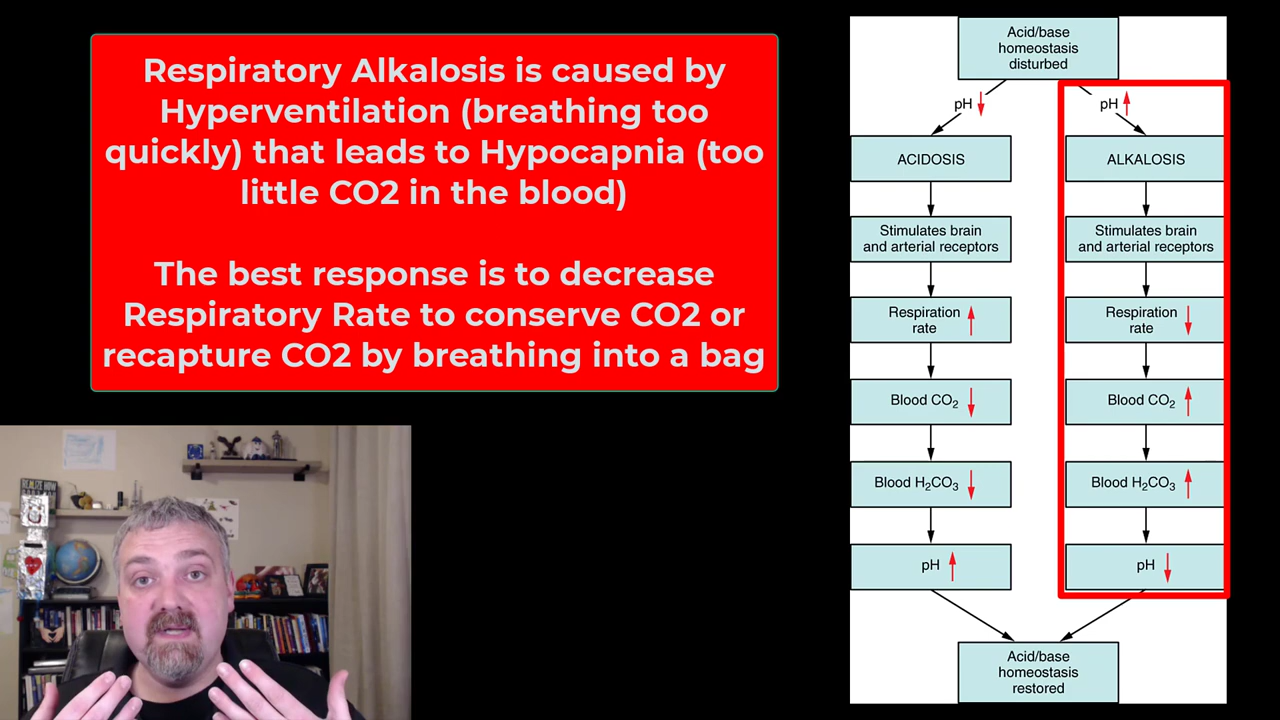 Respiratory Alkalosis is caused by
Hyperventilation (breathing too
quickly) that leads to Hypocapnia (too
little CO2 in the blood)
The best response is to decrease
Respiratory Rate to conserve CO2 or
recapture CO2 by breathing into a bag
Acid/base
homeostasis
disturbed
pH
ACIDOSIS
Stimulates brain
and arterial receptors
Respiration
rate
Blood CO₂
Blood H₂CO₃
pH
pH
ALKALOSIS
Stimulates brain
and arterial receptors
Respiration
rate
Blood CO₂
Blood H₂CO₃
pH
Acid/base
homeostasis
restored
REALIZE HOW